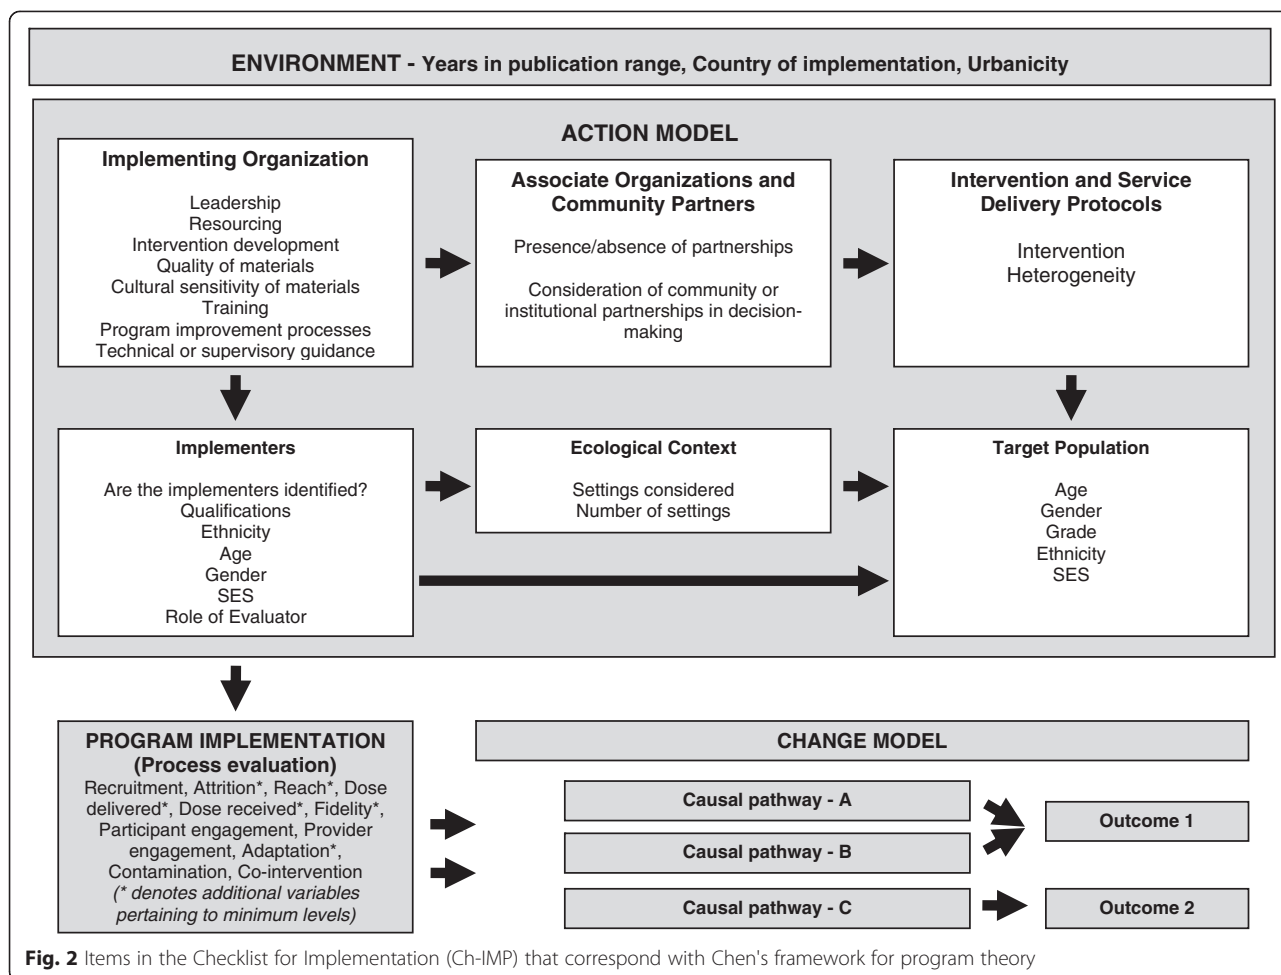 ENVIRONMENT - Years in publication range, Country of implementation, Urbanicity
ACTION MODEL
Implementing Organization
Leadership
Resourcing
Intervention development
Quality of materials
Cultural sensitivity of materials
Training
Program improvement processes
Technical or supervisory guidance
Associate Organizations and
Community Partners
Presence/absence of partnerships
Consideration of community or
institutional partnerships in decision-
making
Intervention and Service
Delivery Protocols
Intervention
Heterogeneity
Implementers
Are the implementers identified?
Qualifications
Ethnicity
Age
Gender
SES
Role of Evaluator
Ecological Context
Settings considered
Number of settings
Target Population
Age
Gender
Grade
Ethnicity
SES
PROGRAM IMPLEMENTATION
(Process evaluation)
Recruitment, Attrition*, Reach*, Dose
delivered*, Dose received*, Fidelity*,
Participant engagement, Provider
engagement, Adaptation*,
Contamination, Co-intervention
(* denotes additional variables
pertaining to minimum levels)
CHANGE MODEL
Causal pathway - A
Causal pathway - B
Causal pathway - C
Outcome 1
Outcome 2
Fig. 2 Items in the Checklist for Implementation (Ch-IMP) that correspond with Chen's framework for program theory